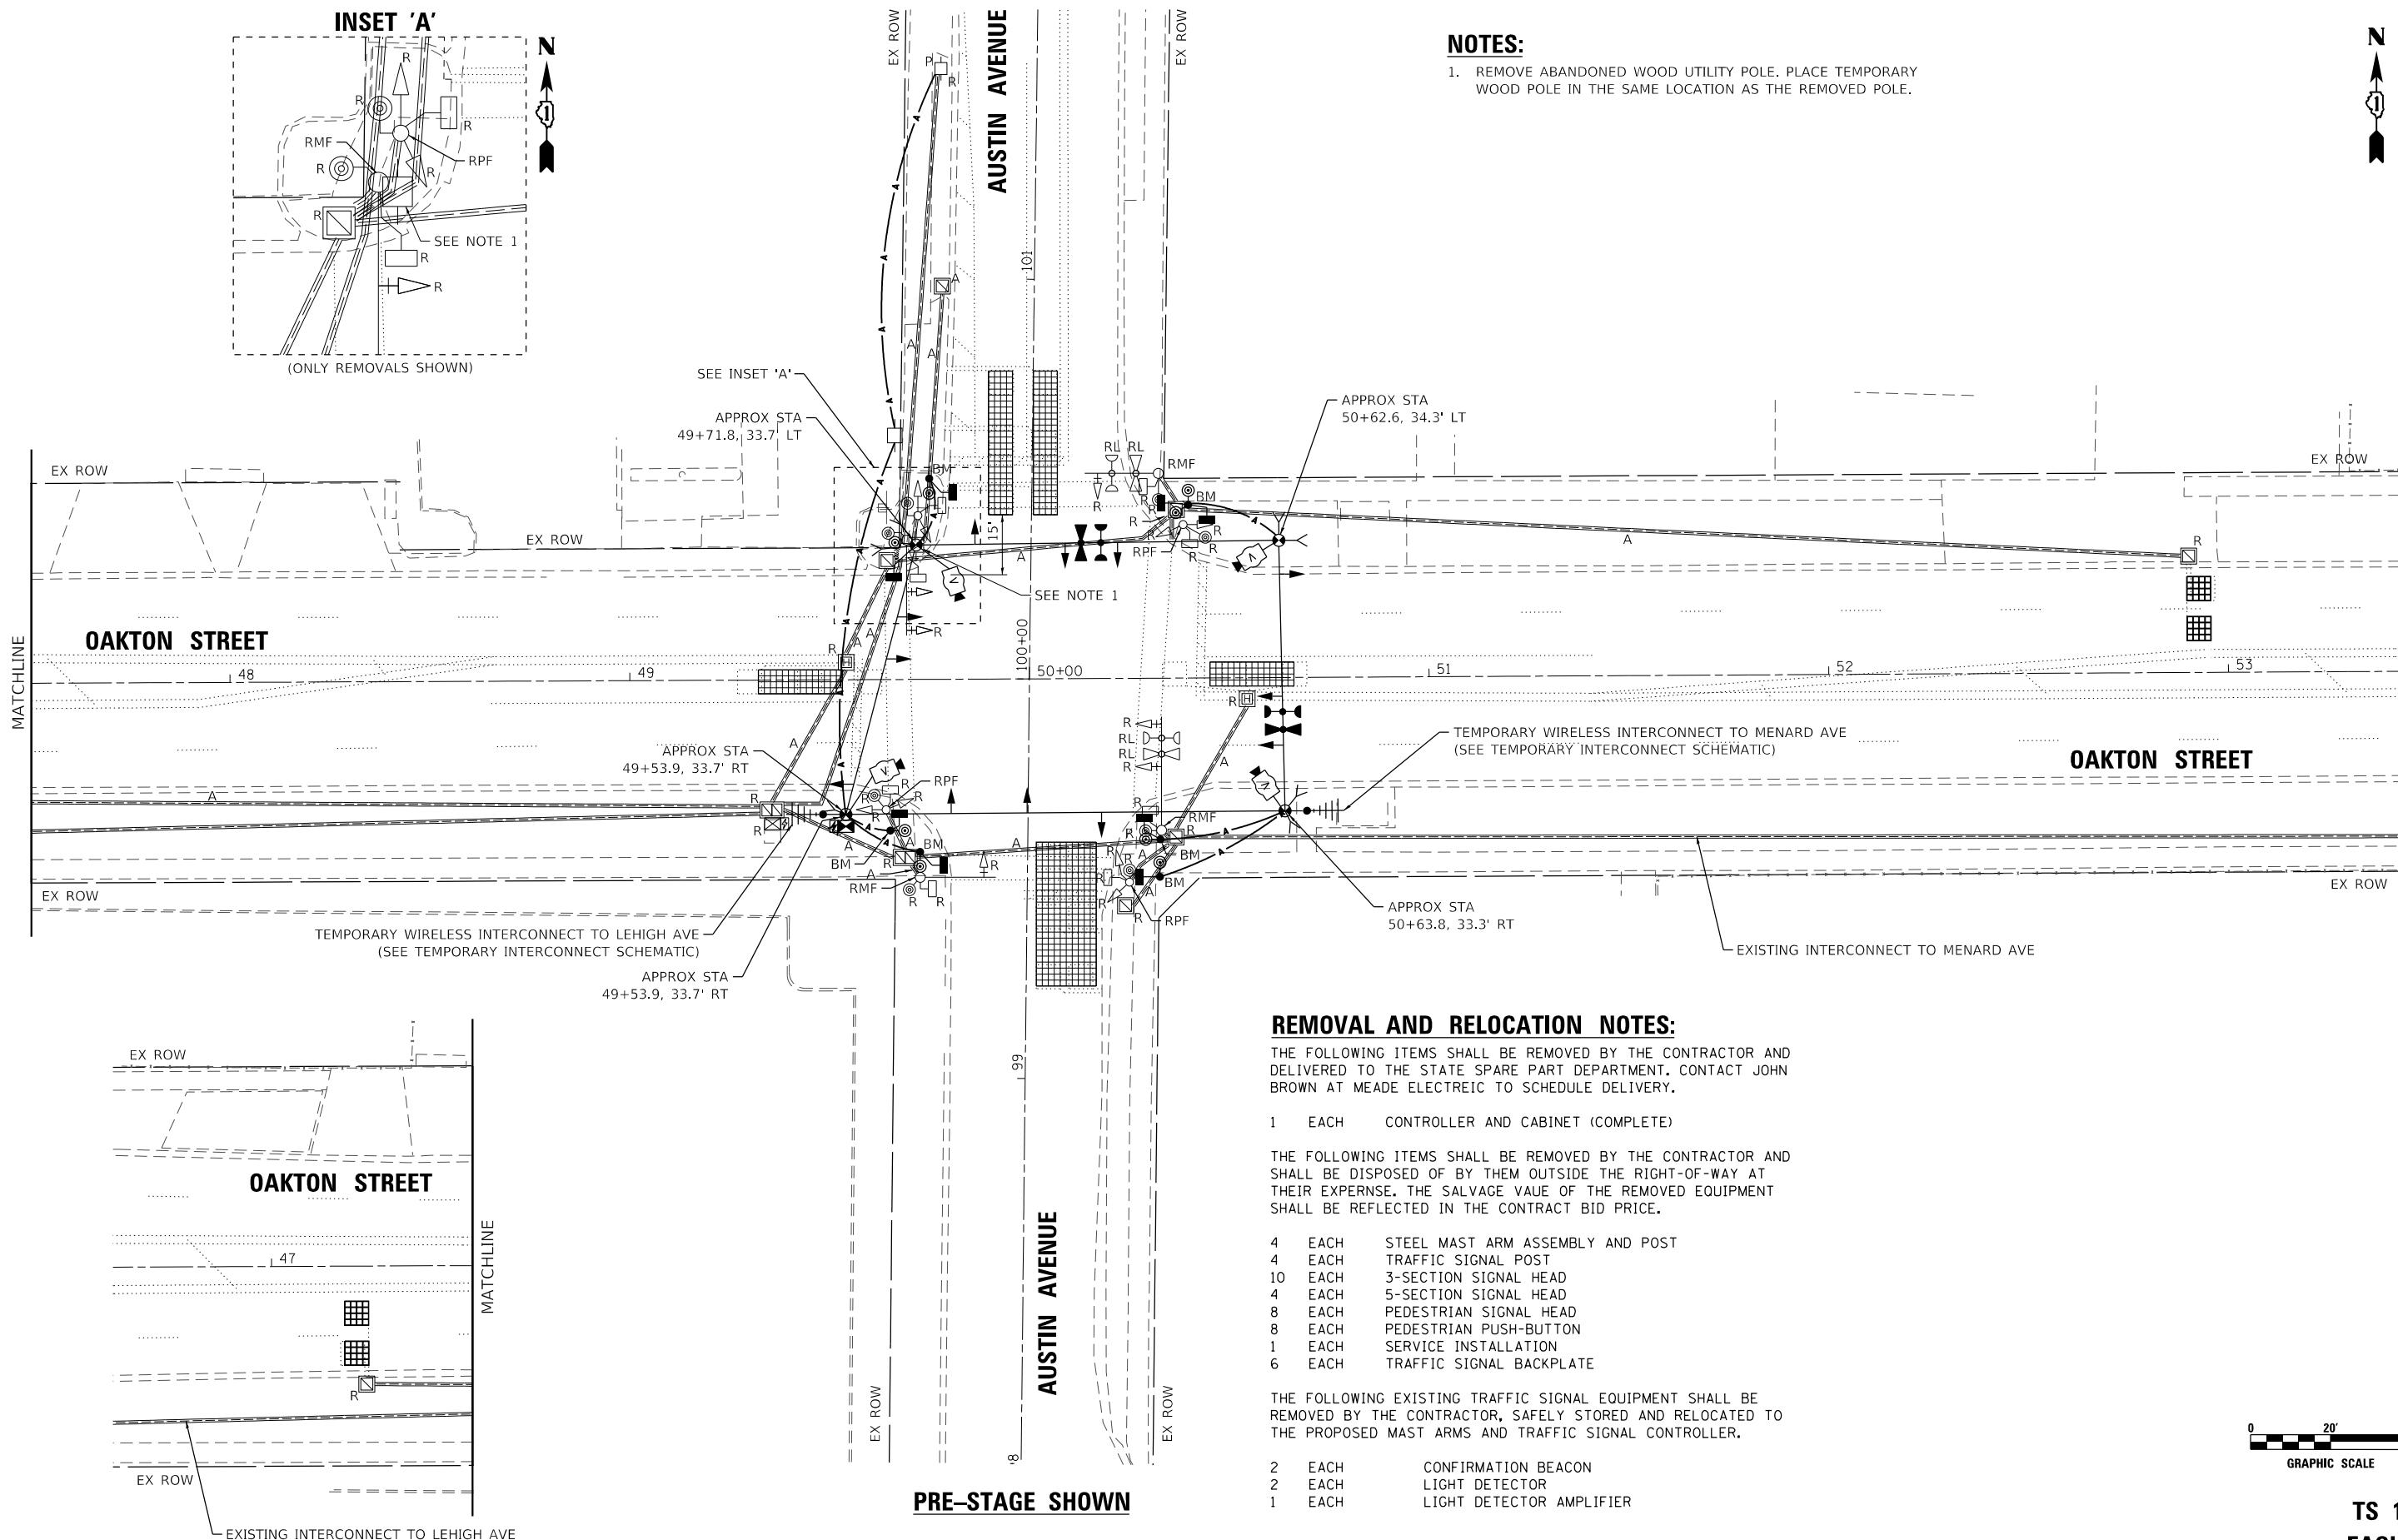 INSET 'A'
N
R
R
R
RMF
RPF
R
R
R
SEE NOTE 1
R
R
(ONLY REMOVALS SHOWN)
NOTES:
1. REMOVE ABANDONED WOOD UTILITY POLE. PLACE TEMPORARY
WOOD POLE IN THE SAME LOCATION AS THE REMOVED POLE.
N
EX ROW
AUSTIN AVENUE
EX ROW
P
R
A
A
A
101
SEE INSET 'A'
APPROX STA
49+71.8, 33.7' LT
APPROX STA
50+62.6, 34.3' LT
EX ROW
EX ROW
EX ROW
BM
RL RL
RMF
BM
R
R
R
RPF
R
R
R
15'
A
A
R
SEE NOTE 1
R
R
OAKTON STREET
MATCHLINE
48
49
100+00
50+00
51
52
53
R
A
A
R
R
RL
RL
R
A
TEMPORARY WIRELESS INTERCONNECT TO MENARD AVE
(SEE TEMPORARY INTERCONNECT SCHEMATIC)
OAKTON STREET
APPROX STA
49+53.9, 33.7' RT
RPF
A
A
R
R
R
R
R
A
BM
BM
R
A
RMF
R
R
R
A
R
RMF
R
R
BM
BM
R
R
A
A
R
R
RPF
EX ROW
EX ROW
TEMPORARY WIRELESS INTERCONNECT TO LEHIGH AVE
(SEE TEMPORARY INTERCONNECT SCHEMATIC)
APPROX STA
49+53.9, 33.7' RT
APPROX STA
50+63.8, 33.3' RT
EXISTING INTERCONNECT TO MENARD AVE
EX ROW
OAKTON STREET
47
MATCHLINE
R
EX ROW
EXISTING INTERCONNECT TO LEHIGH AVE
99
AUSTIN AVENUE
EX ROW
EX ROW
PRE–STAGE SHOWN
REMOVAL AND RELOCATION NOTES:
THE FOLLOWING ITEMS SHALL BE REMOVED BY THE CONTRACTOR AND
DELIVERED TO THE STATE SPARE PART DEPARTMENT. CONTACT JOHN
BROWN AT MEADE ELECTREIC TO SCHEDULE DELIVERY.
1 EACH CONTROLLER AND CABINET (COMPLETE)
THE FOLLOWING ITEMS SHALL BE REMOVED BY THE CONTRACTOR AND
SHALL BE DISPOSED OF BY THEM OUTSIDE THE RIGHT-OF-WAY AT
THEIR EXPERNSE. THE SALVAGE VAUE OF THE REMOVED EQUIPMENT
SHALL BE REFLECTED IN THE CONTRACT BID PRICE.
4 EACH STEEL MAST ARM ASSEMBLY AND POST
4 EACH TRAFFIC SIGNAL POST
10 EACH 3-SECTION SIGNAL HEAD
4 EACH 5-SECTION SIGNAL HEAD
8 EACH PEDESTRIAN SIGNAL HEAD
8 EACH PEDESTRIAN PUSH-BUTTON
1 EACH SERVICE INSTALLATION
6 EACH TRAFFIC SIGNAL BACKPLATE
THE FOLLOWING EXISTING TRAFFIC SIGNAL EQUIPMENT SHALL BE
REMOVED BY THE CONTRACTOR, SAFELY STORED AND RELOCATED TO
THE PROPOSED MAST ARMS AND TRAFFIC SIGNAL CONTROLLER.
2 EACH CONFIRMATION BEACON
2 EACH LIGHT DETECTOR
1 EACH LIGHT DETECTOR AMPLIFIER
0 20'
GRAPHIC SCALE
TS 1